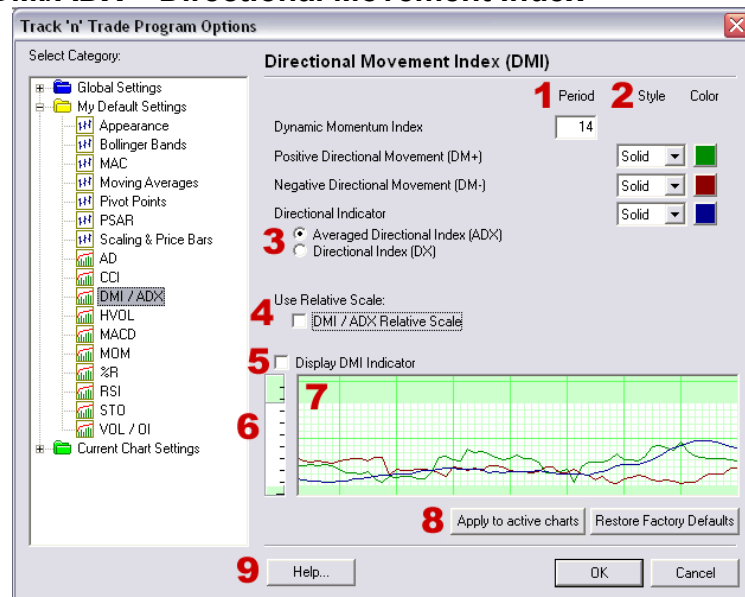 DMI/ADX – Directional Movement Index
Track 'n' Trade Program Options
Select Category:
Global Settings
My Default Settings
Appearance
Bollinger Bands
MAC
Moving Averages
Pivot Points
PSAR
Scaling & Price Bars
AD
CCI
DMI / ADX
HVOL
MACD
MOM
%R
RSI
STO
VOL / OI
Current Chart Settings
Directional Movement Index (DMI)
1 Period 2 Style Color
Dynamic Momentum Index 14
Positive Directional Movement (DM+) Solid
Negative Directional Movement (DM-) Solid
Directional Indicator Solid
3 Averaged Directional Index (ADX)
Directional Index (DX)
Use Relative Scale:
4 DMI / ADX Relative Scale
5 Display DMI Indicator
7
6
8 Apply to active charts Restore Factory Defaults
9 Help... OK Cancel